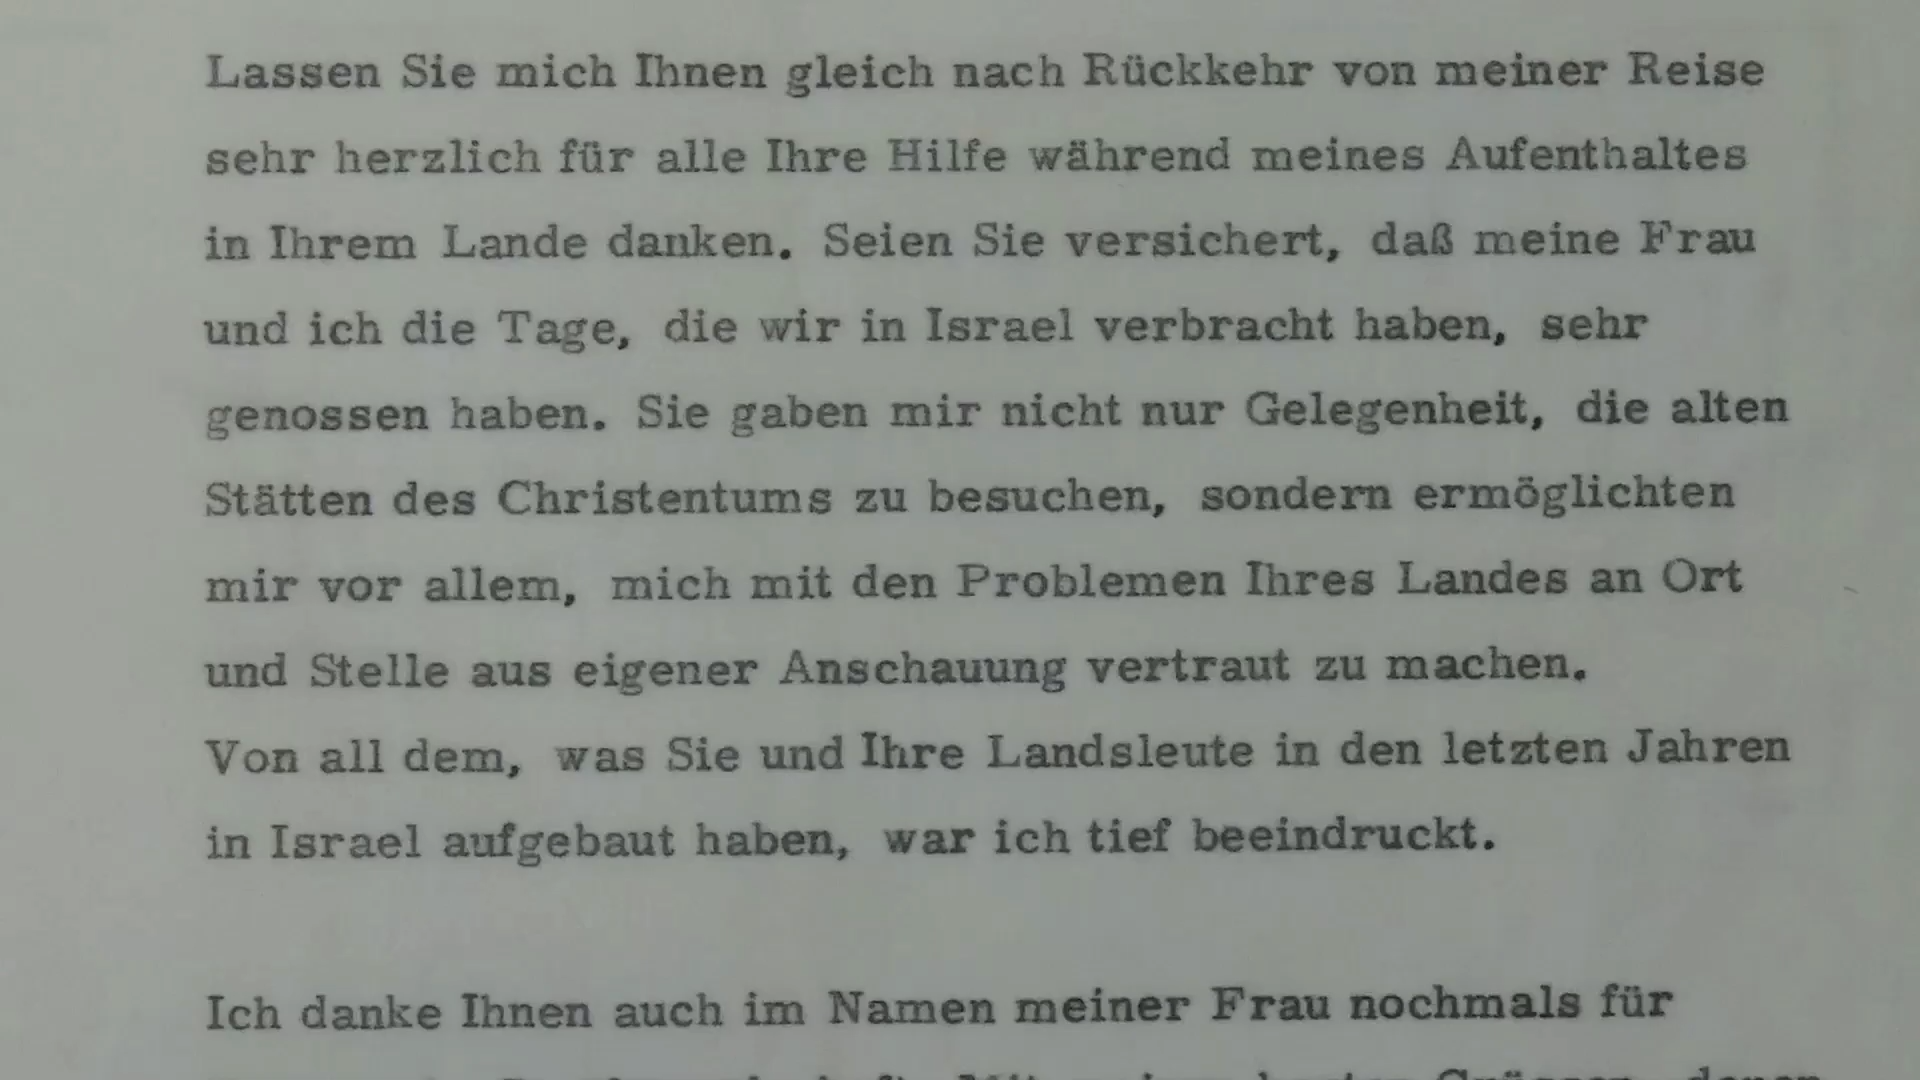 Lassen Sie mich Ihnen gleich nach Rückkehr von meiner Reise
sehr herzlich für alle Ihre Hilfe während meines Aufenthaltes
in Ihrem Lande danken. Seien Sie versichert, daß meine Frau
und ich die Tage, die wir in Israel verbracht haben, sehr
genossen haben. Sie gaben mir nicht nur Gelegenheit, die alten
Stätten des Christentums zu besuchen, sondern ermöglichten
mir vor allem, mich mit den Problemen Ihres Landes an Ort
und Stelle aus eigener Anschauung vertraut zu machen.
Von all dem, was Sie und Ihre Landsleute in den letzten Jahren
in Israel aufgebaut haben, war ich tief beeindruckt.
Ich danke Ihnen auch im Namen meiner Frau nochmals für